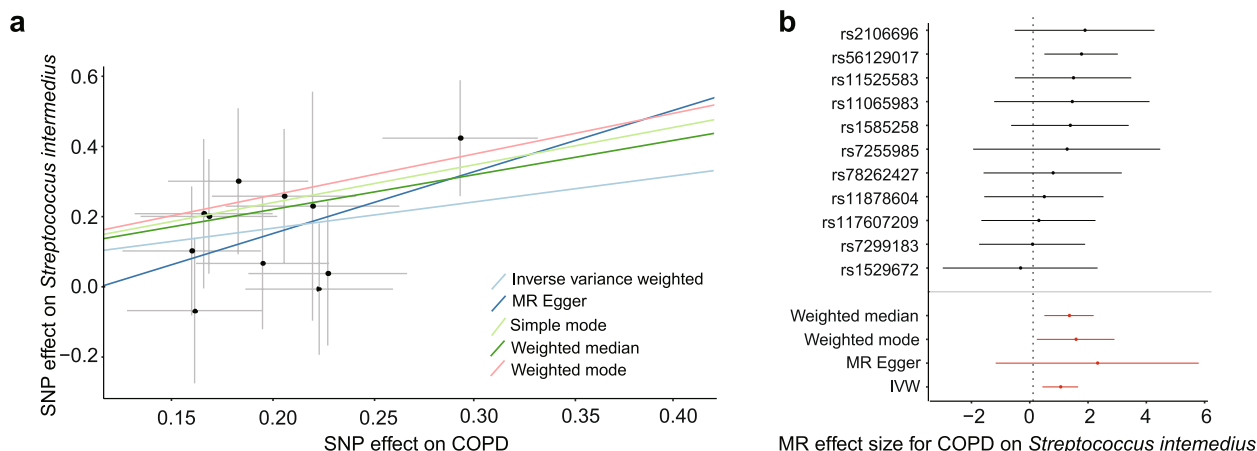 a
SNP effect on Streptococcus intermedius
0.6
0.4
0.2
0.0
−0.2
0.15
0.20
0.25
0.30
0.35
0.40
SNP effect on COPD
Inverse variance weighted
MR Egger
Simple mode
Weighted median
Weighted mode
b
rs2106696
rs56129017
rs11525583
rs11065983
rs1585258
rs7255985
rs78262427
rs11878604
rs117607209
rs7299183
rs1529672
Weighted median
Weighted mode
MR Egger
IVW
−2
0
2
4
6
MR effect size for COPD on Streptococcus intemedius